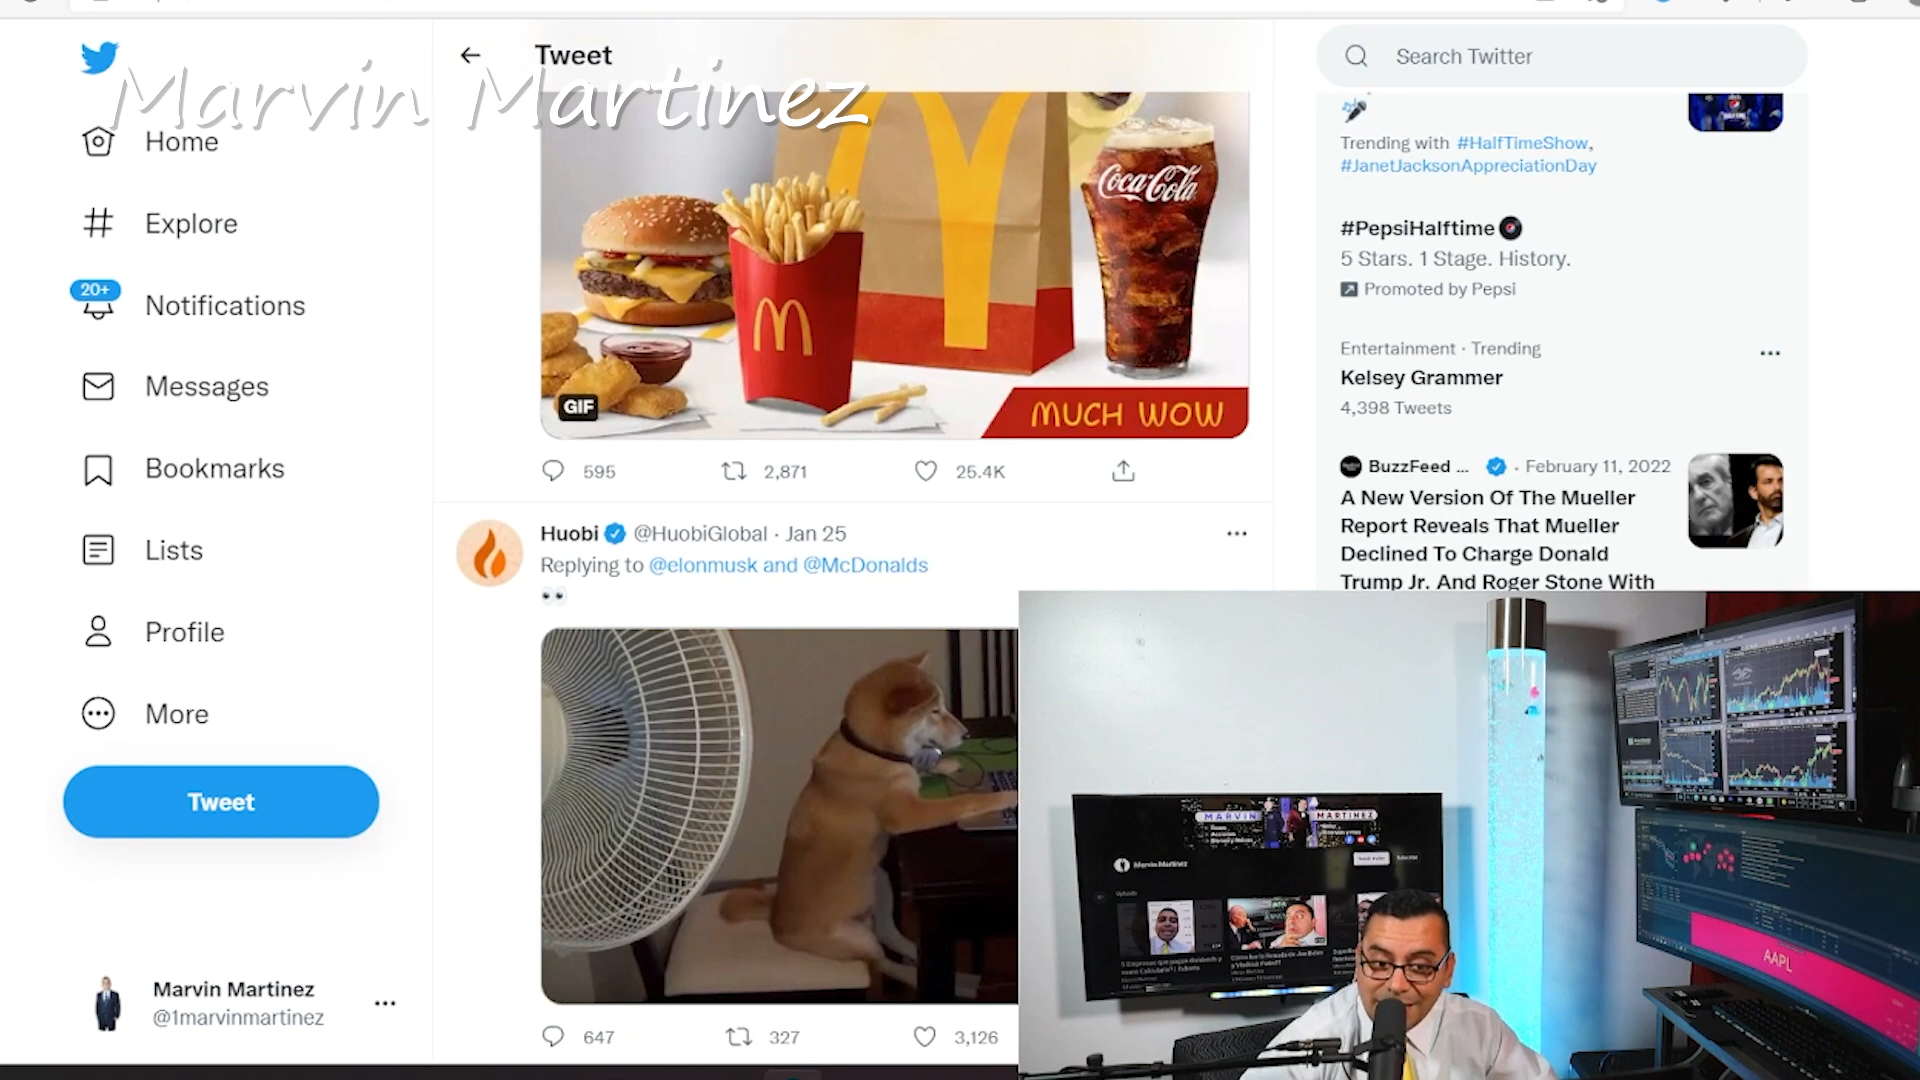 Tweet
Marvin Martinez
Search Twitter
Home
Explore
20+
Notifications
Messages
Bookmarks
Lists
Profile
More
Tweet
Marvin Martinez
@1marvinmartinez
Coca-Cola
GIF
MUCH WOW
595
2,871
25.4K
Huobi @HuobiGlobal · Jan 25
Replying to @elonmusk and @McDonalds
647
327
3,126
Trending with #HalfTimeShow,
#JanetJacksonAppreciationDay
#PepsiHalftime
5 Stars. 1 Stage. History.
Promoted by Pepsi
Entertainment · Trending
Kelsey Grammer
4,398 Tweets
BuzzFeed ... · February 11, 2022
A New Version Of The Mueller
Report Reveals That Mueller
Declined To Charge Donald
Trump Jr. And Roger Stone With
MARVIN MARTINEZ
Marvin Martinez
AAPL